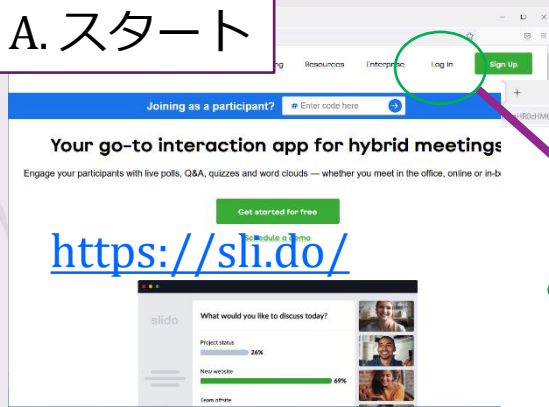 A. スタート
Resources Enterprise Log In Sign Up
Joining as a participant? # Enter code here
Your go-to interaction app for hybrid meetings
Engage your participants with live polls, Q&A, quizzes and word clouds — whether you meet in the office, online or in-b
Get started for free
Schedule a demo
https://sli.do/
slido
What would you like to discuss today?
Project status
26%
New website
69%
Team offsite